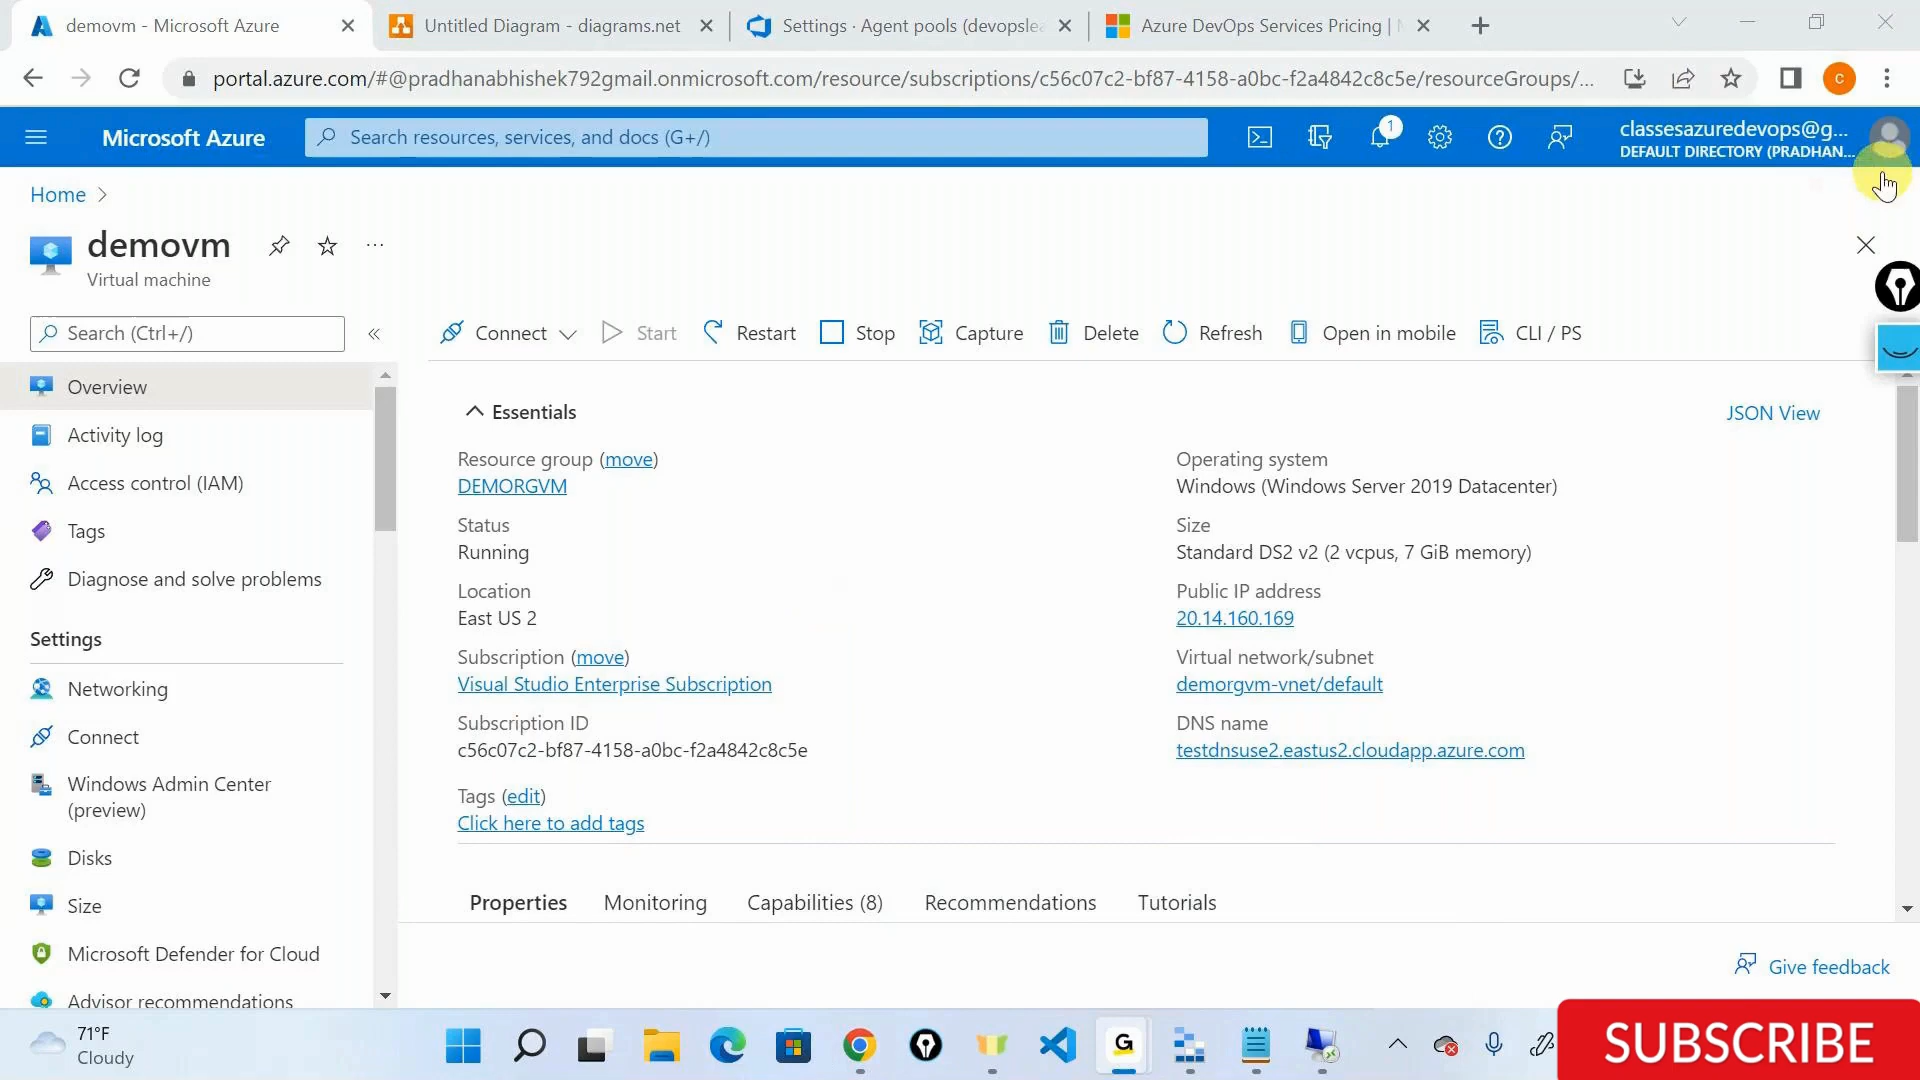 demovm - Microsoft Azure
Untitled Diagram - diagrams.net
Settings · Agent pools (devopslea
Azure DevOps Services Pricing |
portal.azure.com/#@pradhanabhishek792gmail.onmicrosoft.com/resource/subscriptions/c56c07c2-bf87-4158-a0bc-f2a4842c8c5e/resourceGroups/...
c
Microsoft Azure
Search resources, services, and docs (G+/)
1
classesazuredevops@g...
DEFAULT DIRECTORY (PRADHAN...
Home
demovm
...
Virtual machine
Search (Ctrl+/)
«
Connect
Start
Restart
Stop
Capture
Delete
Refresh
Open in mobile
CLI / PS
Overview
Activity log
Access control (IAM)
Tags
Diagnose and solve problems
Settings
Networking
Connect
Windows Admin Center
(preview)
Disks
Size
Microsoft Defender for Cloud
Advisor recommendations
Essentials
JSON View
Resource group (move)
DEMORGVM
Status
Running
Location
East US 2
Subscription (move)
Visual Studio Enterprise Subscription
Subscription ID
c56c07c2-bf87-4158-a0bc-f2a4842c8c5e
Tags (edit)
Click here to add tags
Operating system
Windows (Windows Server 2019 Datacenter)
Size
Standard DS2 v2 (2 vcpus, 7 GiB memory)
Public IP address
20.14.160.169
Virtual network/subnet
demorgvm-vnet/default
DNS name
testdnsuse2.eastus2.cloudapp.azure.com
Properties
Monitoring
Capabilities (8)
Recommendations
Tutorials
Give feedback
71°F
Cloudy
G
SUBSCRIBE